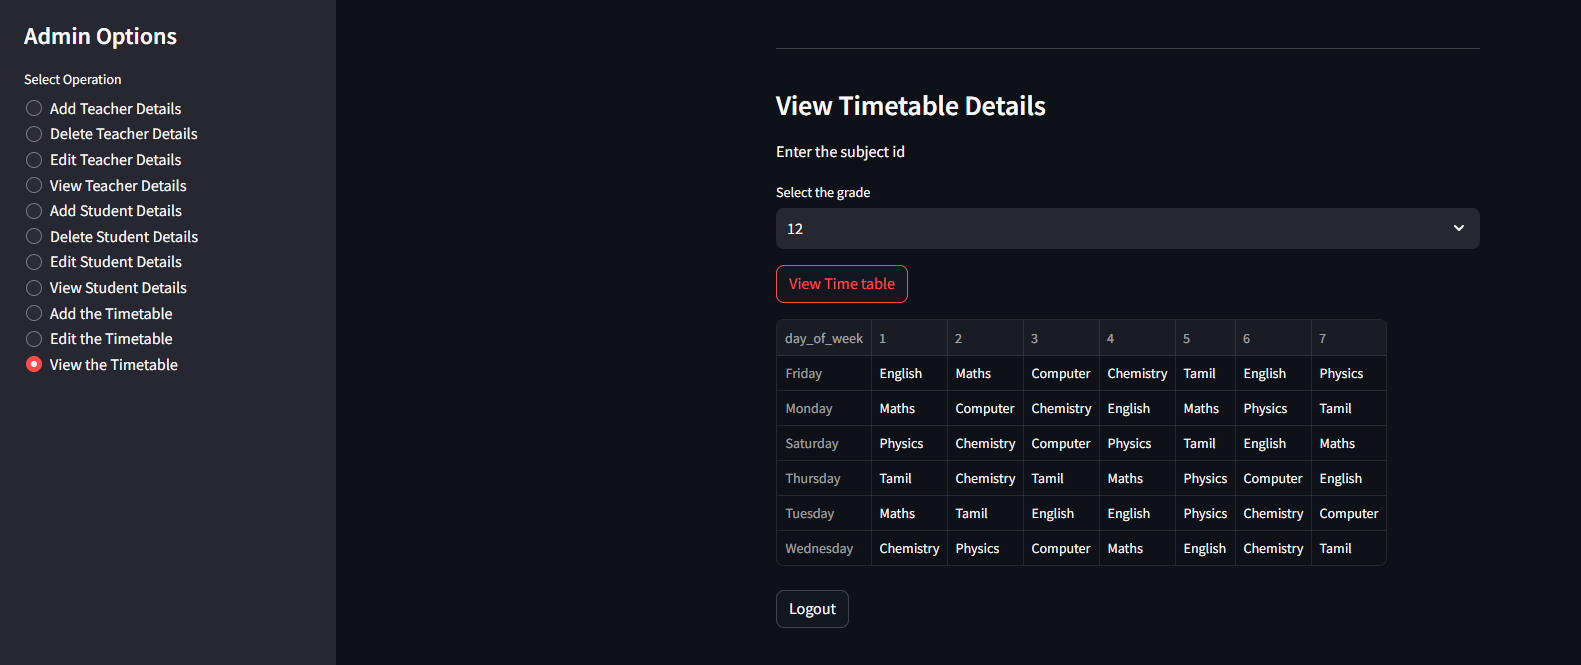 Admin Options
Select Operation
Add Teacher Details
Delete Teacher Details
Edit Teacher Details
View Teacher Details
Add Student Details
Delete Student Details
Edit Student Details
View Student Details
Add the Timetable
Edit the Timetable
View the Timetable
View Timetable Details
Enter the subject id
Select the grade
12
View Time table
day_of_week 1 2 3 4 5 6 7
Friday English Maths Computer Chemistry Tamil English Physics
Monday Maths Computer Chemistry English Maths Physics Tamil
Saturday Physics Chemistry Computer Physics Tamil English Maths
Thursday Tamil Chemistry Tamil Maths Physics Computer English
Tuesday Maths Tamil English English Physics Chemistry Computer
Wednesday Chemistry Physics Computer Maths English Chemistry Tamil
Logout